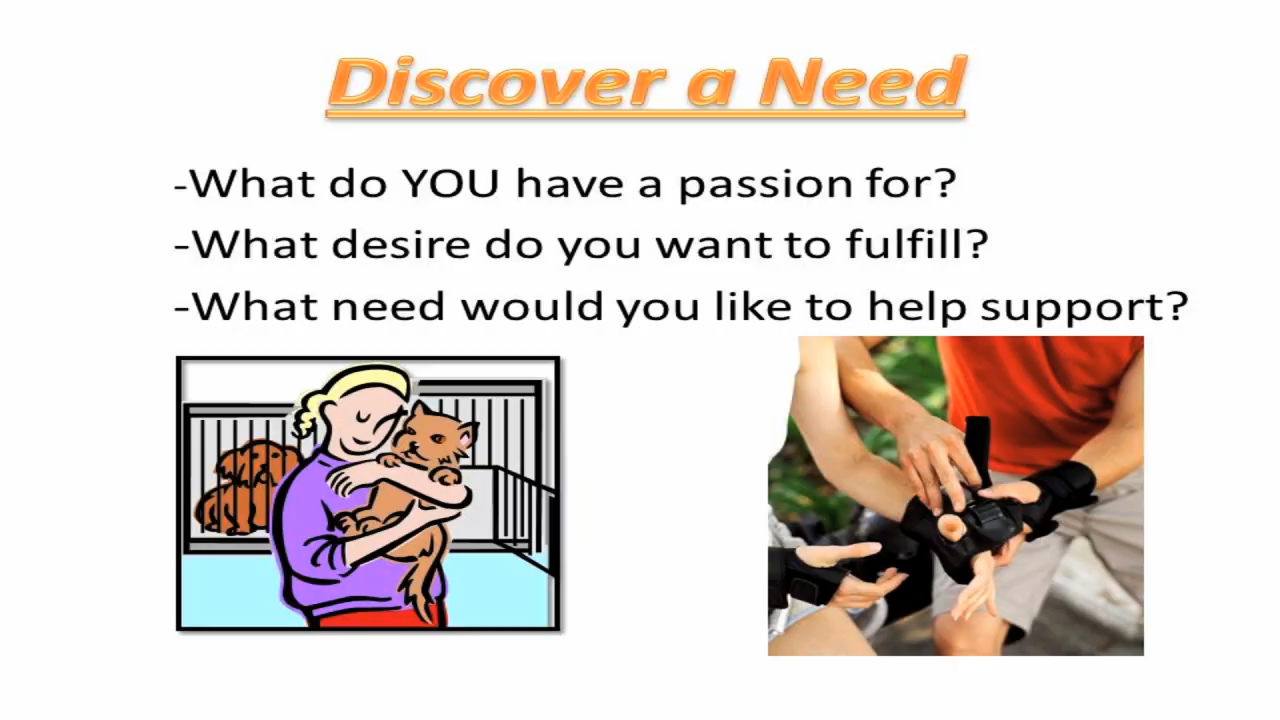 Discover a Need
-What do YOU have a passion for?
-What desire do you want to fulfill?
-What need would you like to help support?